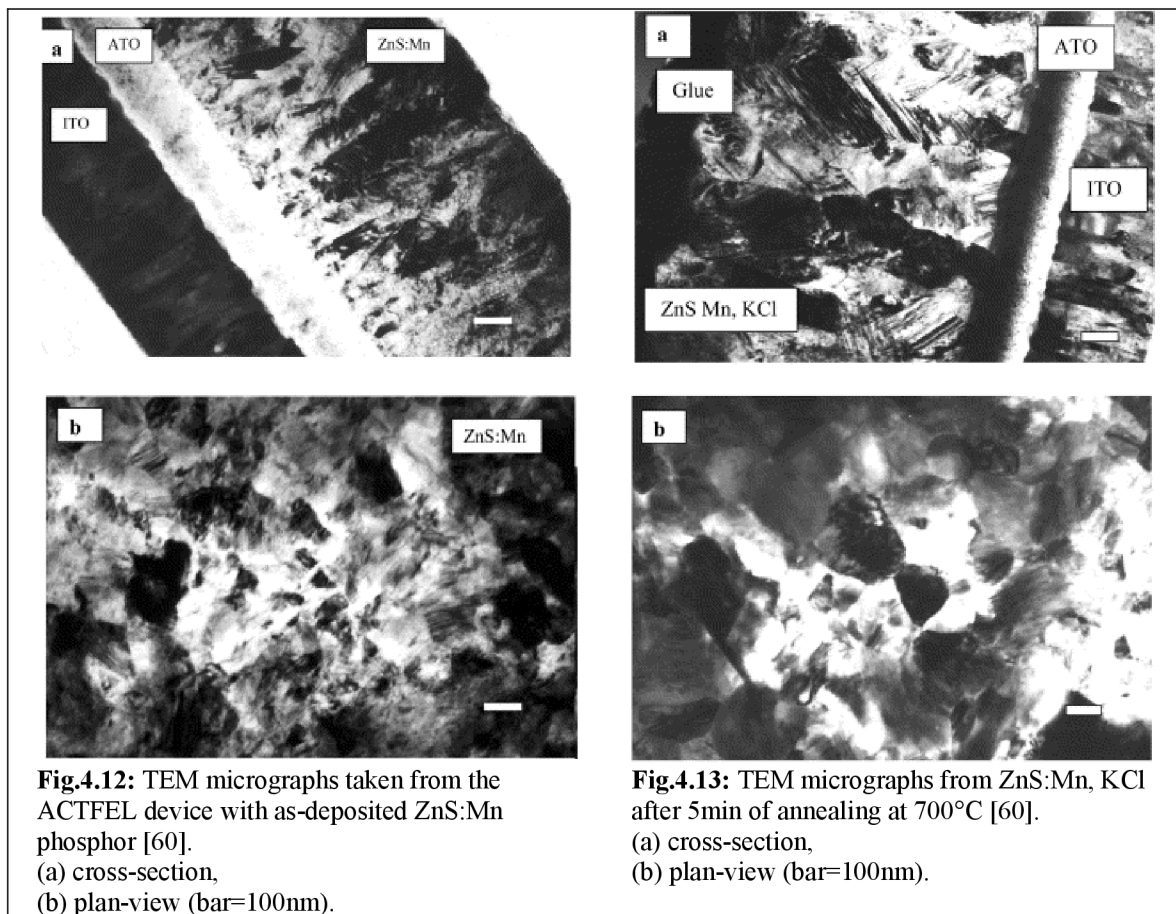 a
ATO
ZnS:Mn
ITO
b
ZnS:Mn
Fig.4.12: TEM micrographs taken from the
ACTFEL device with as-deposited ZnS:Mn
phosphor [60].
(a) cross-section,
(b) plan-view (bar=100nm).
a
ATO
Glue
ITO
ZnS Mn, KCl
b
Fig.4.13: TEM micrographs from ZnS:Mn, KCl
after 5min of annealing at 700°C [60].
(a) cross-section,
(b) plan-view (bar=100nm).